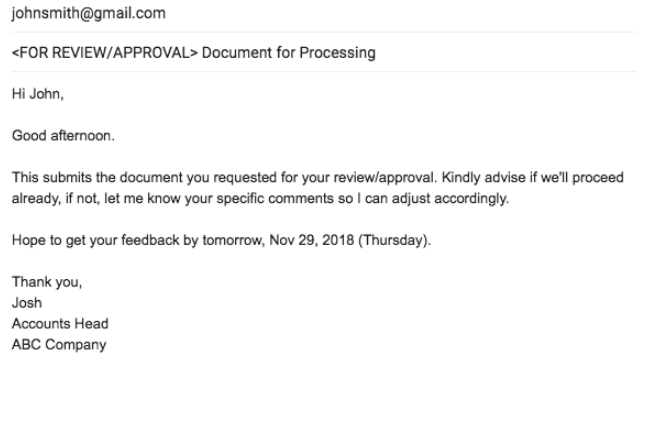 johnsmith@gmail.com
<FOR REVIEW/APPROVAL> Document for Processing
Hi John,
Good afternoon.
This submits the document you requested for your review/approval. Kindly advise if we'll proceed
already, if not, let me know your specific comments so I can adjust accordingly.
Hope to get your feedback by tomorrow, Nov 29, 2018 (Thursday).
Thank you,
Josh
Accounts Head
ABC Company